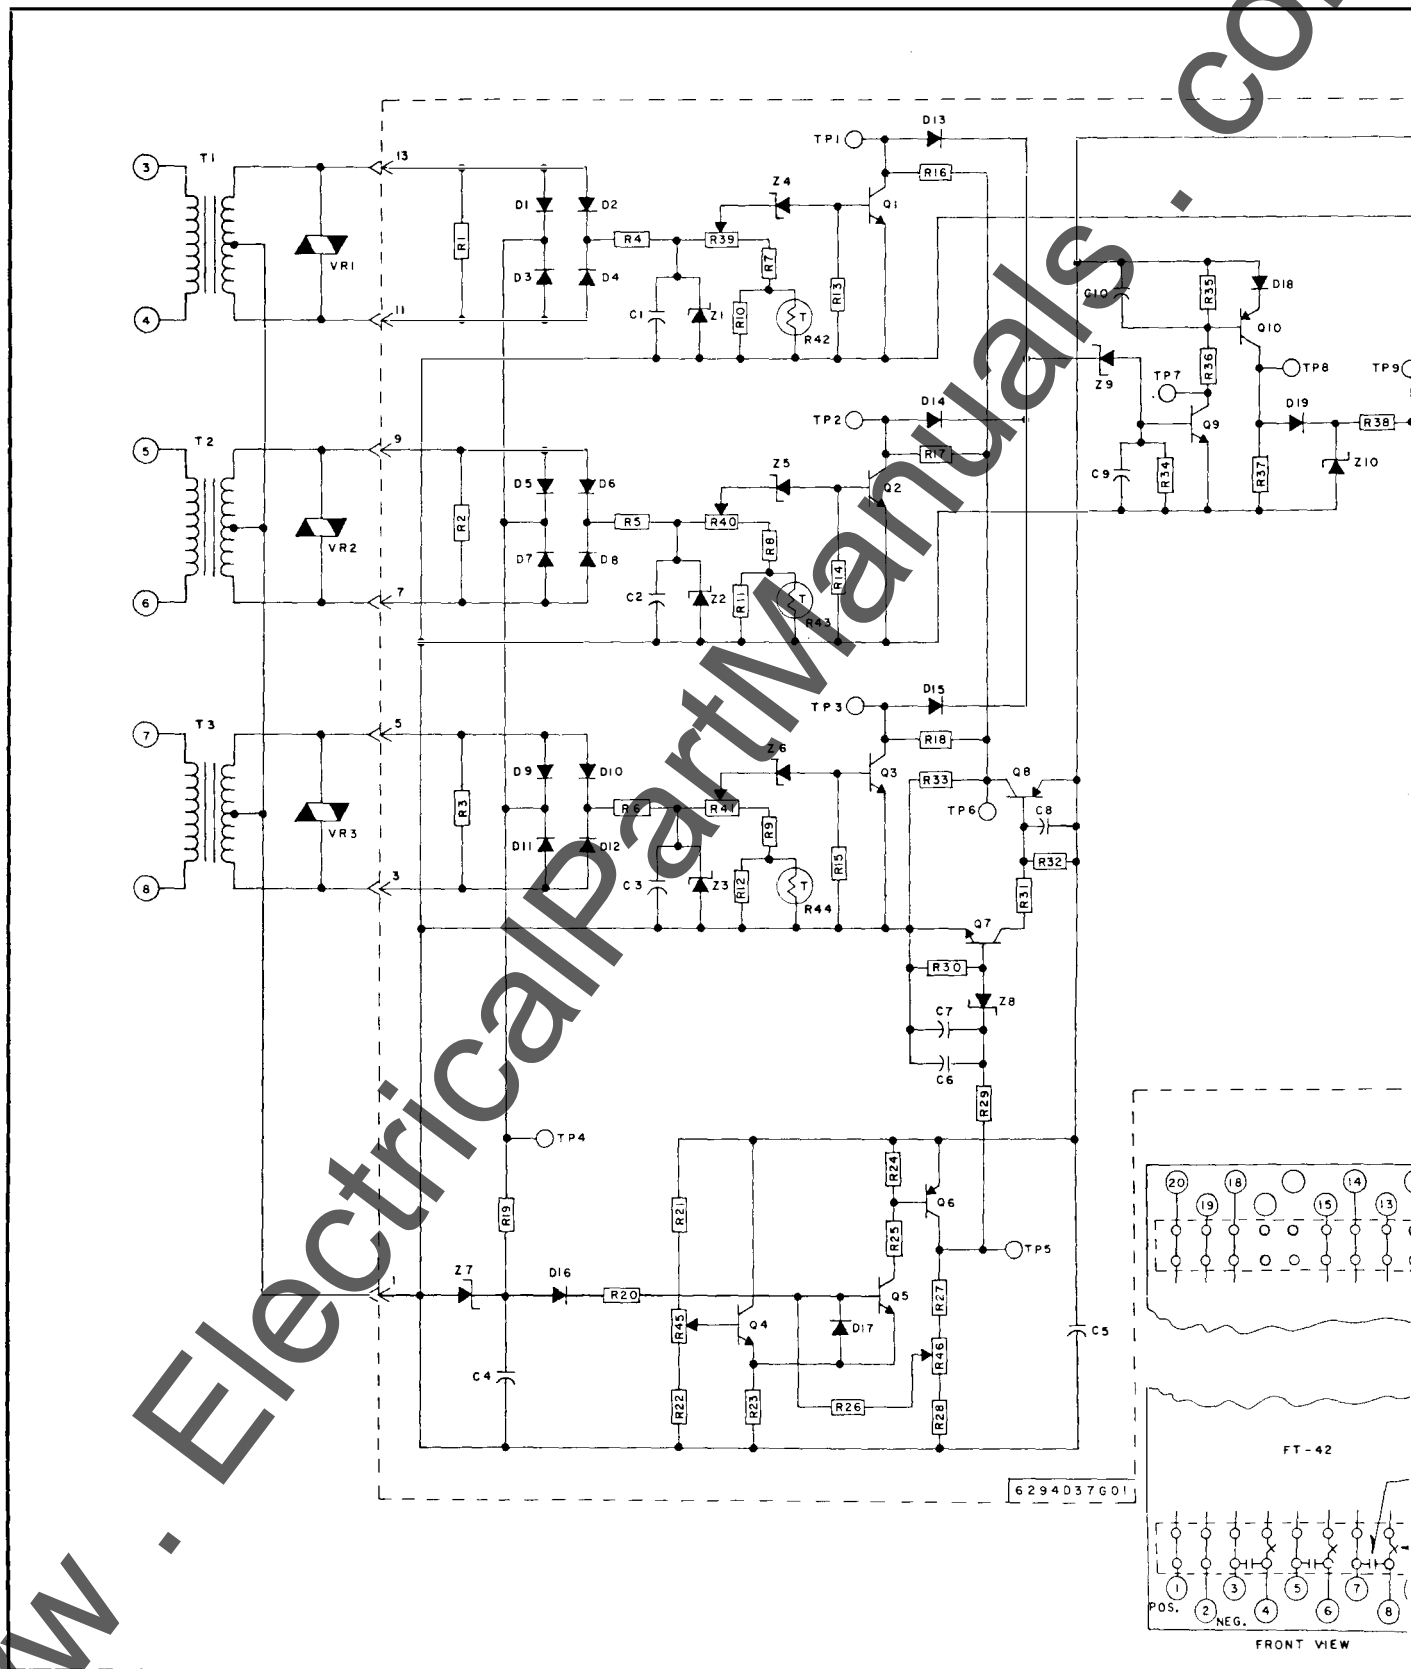 TP1 D13
R16
3 T1 13
Z4 Q1
D1 D2
R1 R4 R39 R7
VR1 D3 D4
R13
C10 R35 D18
4 11 C1 Z1 R10 T R42
Q10
R36
Z9 TP7 TP8 TP9
D14 TP2 D19
Q9 R38
5 T2 9 R17
Z5 C9 R34 R37 Z10
D5 D6 Q2
R2 R5 R40 R8
VR2 D7 D8
R14
6 7 C2 Z2 R11 T R43
D15
TP3
7 T3 5 R18
Z6 Q3 R33 Q8
D9 D10
R3 R6 R41 R9 TP6 C8
VR3 D11 D12
R15 R32
8 3 C3 Z3 R12 T R44 R31
Q7
R30
Z8
C7
C6
R29
TP4
R24
R19 R21 Q6
R25
TP5
1 Z7 D16
R20 Q5 R27
R45 Q4 D17 C5
R46
C4
R22 R23 R26 R28
6294D37G01
20 18 14
19 15 13
FT-42
1 3 5 7
POS. 2 NEG. 4 6 8
FRONT VIEW
www.ElectricalPartManuals.com